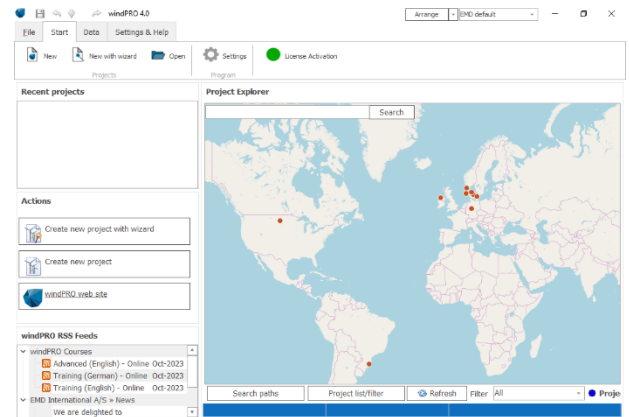 windPRO 4.0
Arrange
EMD default
File
Start
Data
Settings & Help
New
New with wizard
Open
Settings
License Activation
Projects
Program
Recent projects
Project Explorer
Search
Actions
Create new project with wizard
Create new project
windPRO web site
windPRO RSS Feeds
windPRO Courses
Advanced (English) - Online Oct-2023
Training (German) - Online Oct-2023
Training (English) - Online Oct-2023
EMD International A/S » News
We are delighted to
Search paths
Project list/filter
Refresh
Filter
All
Proje